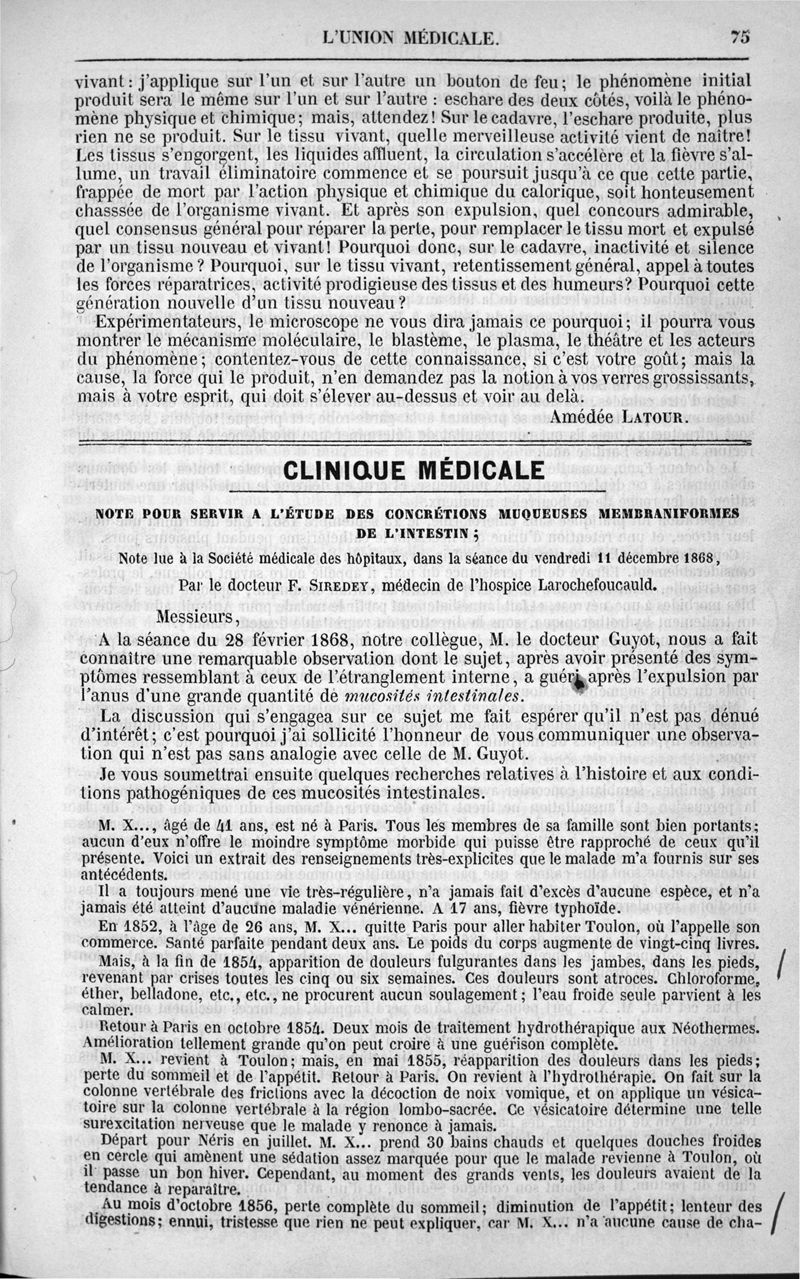 L'UNION MÉDICALE. 75
vivant : j'applique sur l'un et sur l'autre un bouton de feu; le phénomène initial
produit sera le même sur l'un et sur l'autre : eschare des deux côtés, voilà le phéno-
mène physique et chimique; mais, attendez! Sur le cadavre, l'eschare produite, plus
rien ne se produit. Sur le tissu vivant, quelle merveilleuse activité vient de naître!
Les tissus s'engorgent, les liquides affluent, la circulation s'accélère et la fièvre s'al-
lume, un travail éliminatoire commence et se poursuit jusqu'à ce que cette partie,
frappée de mort par l'action physique et chimique du calorique, soit honteusement
chasssée de l'organisme vivant. Et après son expulsion, quel concours admirable,
quel consensus général pour réparer la perte, pour remplacer le tissu mort et expulsé
par un tissu nouveau et vivant! Pourquoi donc, sur le cadavre, inactivité et silence
de l'organisme? Pourquoi, sur le tissu vivant, retentissement général, appel à toutes
les forces réparatrices, activité prodigieuse des tissus et des humeurs? Pourquoi cette
génération nouvelle d'un tissu nouveau?
Expérimentateurs, le microscope ne vous dira jamais ce pourquoi; il pourra vous
montrer le mécanisme moléculaire, le blastème, le plasma, le théâtre et les acteurs
du phénomène; contentez-vous de cette connaissance, si c'est votre goût; mais la
cause, la force qui le produit, n'en demandez pas la notion à vos verres grossissants,
mais à votre esprit, qui doit s'élever au-dessus et voir au delà.
Amédée LATOUR.
CLINIQUE MÉDICALE
NOTE POUR SERVIR A L'ÉTUDE DES CONCRÉTIONS MUQUEUSES MEMBRANIFORMES
DE L'INTESTIN;
Note lue à la Société médicale des hôpitaux, dans la séance du vendredi 11 décembre 1868,
Par le docteur F. SIREDEY, médecin de l'hospice Larochefoucauld.
Messieurs,
A la séance du 28 février 1868, notre collègue, M. le docteur Guyot, nous a fait
connaître une remarquable observation dont le sujet, après avoir présenté des sym-
ptômes ressemblant à ceux de l'étranglement interne, a guéri après l'expulsion par
l'anus d'une grande quantité de mucosités intestinales.
La discussion qui s'engagea sur ce sujet me fait espérer qu'il n'est pas dénué
d'intérêt; c'est pourquoi j'ai sollicité l'honneur de vous communiquer une observa-
tion qui n'est pas sans analogie avec celle de M. Guyot.
Je vous soumettrai ensuite quelques recherches relatives à l'histoire et aux condi-
tions pathogéniques de ces mucosités intestinales.
M. X..., âgé de 41 ans, est né à Paris. Tous les membres de sa famille sont bien portants;
aucun d'eux n'offre le moindre symptôme morbide qui puisse être rapproché de ceux qu'il
présente. Voici un extrait des renseignements très-explicites que le malade m'a fournis sur ses
antécédents.
Il a toujours mené une vie très-régulière, n'a jamais fait d'excès d'aucune espèce, et n'a
jamais été atteint d'aucune maladie vénérienne. A 17 ans, fièvre typhoïde.
En 1852, à l'âge de 26 ans, M. X... quitte Paris pour aller habiter Toulon, où l'appelle son
commerce. Santé parfaite pendant deux ans. Le poids du corps augmente de vingt-cinq livres.
Mais, à la fin de 1854, apparition de douleurs fulgurantes dans les jambes, dans les pieds,
revenant par crises toutes les cinq ou six semaines. Ces douleurs sont atroces. Chloroforme,
éther, belladone, etc., etc., ne procurent aucun soulagement; l'eau froide seule parvient à les
calmer.
Retour à Paris en octobre 1854. Deux mois de traitement hydrothérapique aux Néothermes.
Amélioration tellement grande qu'on peut croire à une guérison complète.
M. X... revient à Toulon; mais, en mai 1855, réapparition des douleurs dans les pieds;
perte du sommeil et de l'appétit. Retour à Paris. On revient à l'hydrothérapie. On fait sur la
colonne vertébrale des frictions avec la décoction de noix vomique, et on applique un vésica-
toire sur la colonne vertébrale à la région lombo-sacrée. Ce vésicatoire détermine une telle
surexcitation nerveuse que le malade y renonce à jamais.
Départ pour Néris en juillet. M. X... prend 30 bains chauds et quelques douches froides
en cercle qui amènent une sédation assez marquée pour que le malade revienne à Toulon, où
il passe un bon hiver. Cependant, au moment des grands vents, les douleurs avaient de la
tendance à reparaître.
Au mois d'octobre 1856, perte complète du sommeil; diminution de l'appétit; lenteur des
digestions; ennui, tristesse que rien ne peut expliquer, car M. X... n'a aucune cause de cha-